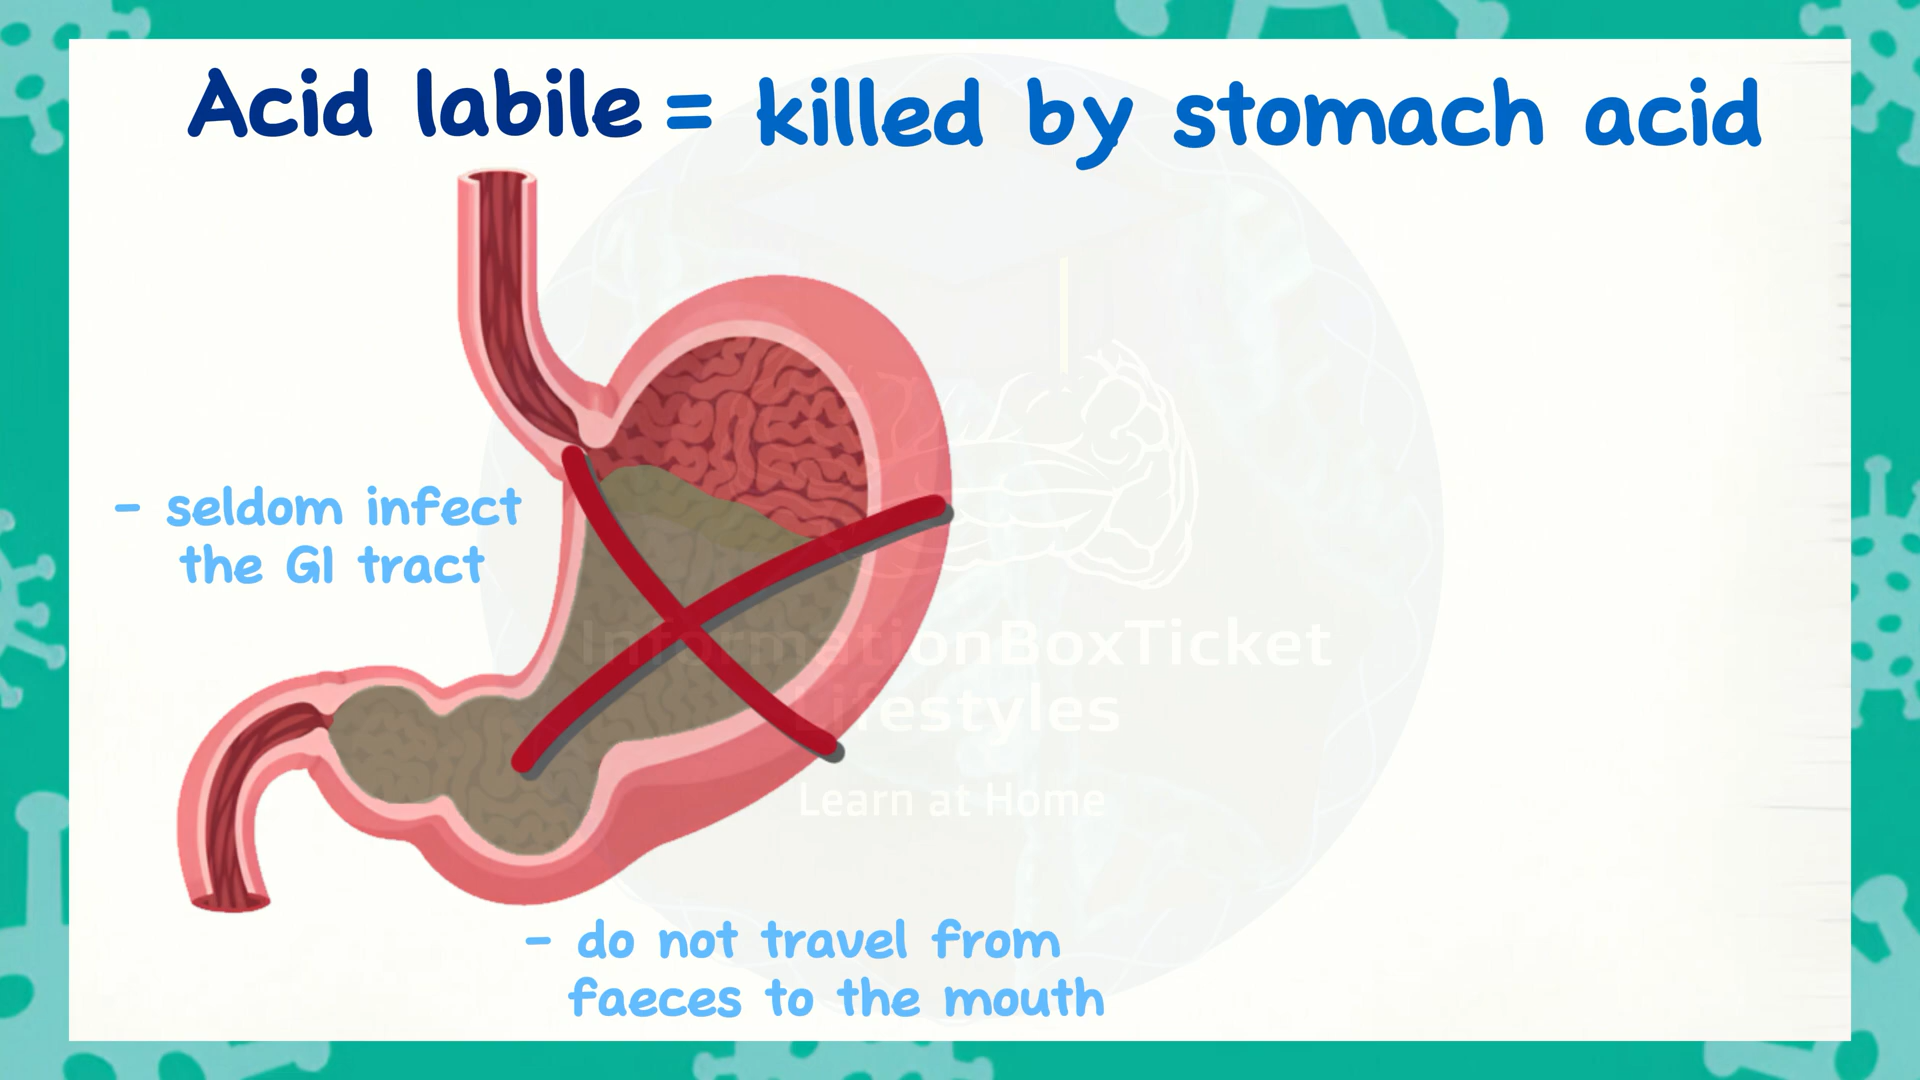 Acid labile = killed by stomach acid
- seldom infect
the GI tract
InformationBoxTicket
Lifestyles
Learn at Home
- do not travel from
faeces to the mouth